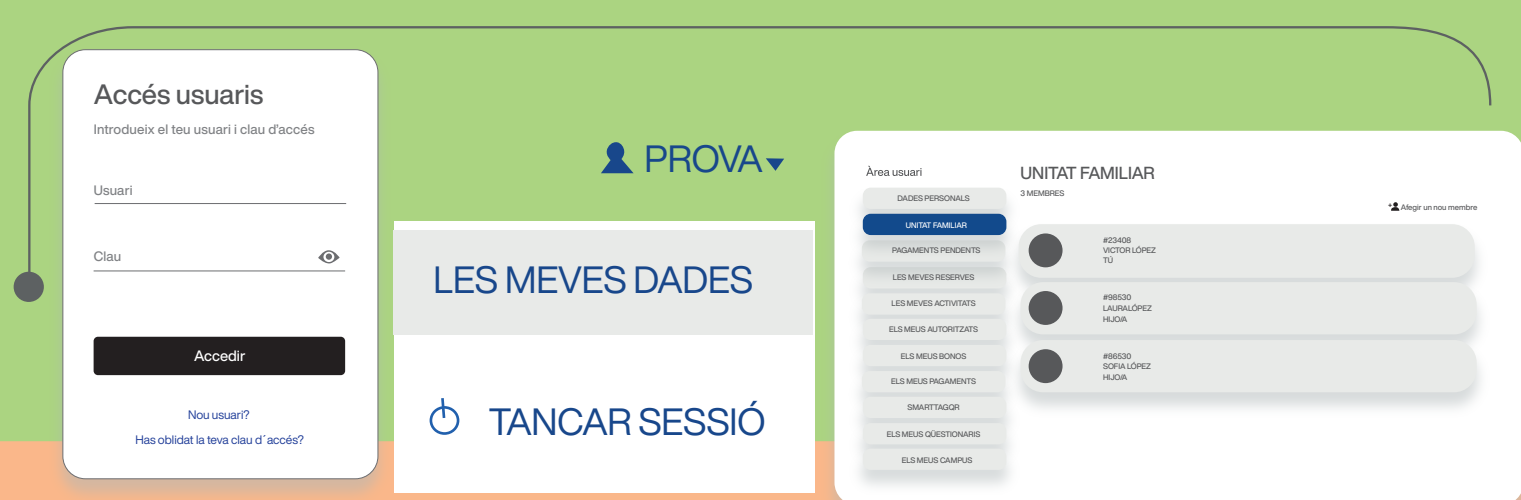 Accés usuaris
Introdueix el teu usuari i clau d'accés
Usuari
Clau
Accedir
Nou usuari?
Has oblidat la teva clau d´accés?
PROVA
LES MEVES DADES
TANCAR SESSIÓ
Àrea usuari
DADES PERSONALS
UNITAT FAMILIAR
PAGAMENTS PENDENTS
LES MEVES RESERVES
LES MEVES ACTIVITATS
ELS MEUS AUTORITZATS
ELS MEUS BONOS
ELS MEUS PAGAMENTS
SMARTTAGQR
ELS MEUS QÜESTIONARIS
ELS MEUS CAMPUS
UNITAT FAMILIAR
3 MEMBRES
Afegir un nou membre
#23408
VICTOR LÓPEZ
TÚ
#98530
LAURALÓPEZ
HIJO/A
#86530
SOFIA LÓPEZ
HIJO/A